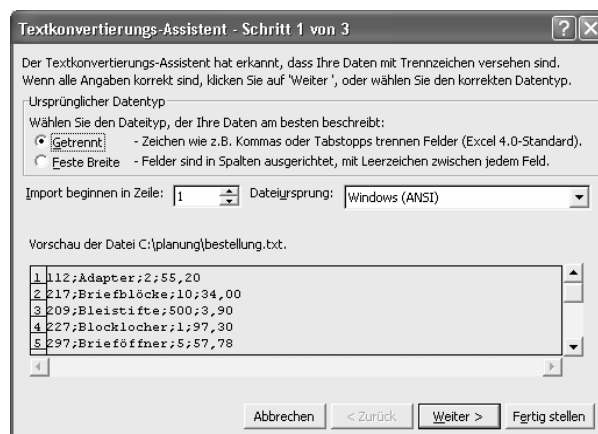 Textkonvertierungs-Assistent - Schritt 1 von 3
Der Textkonvertierungs-Assistent hat erkannt, dass Ihre Daten mit Trennzeichen versehen sind.
Wenn alle Angaben korrekt sind, klicken Sie auf 'Weiter ', oder wählen Sie den korrekten Datentyp.
Ursprünglicher Datentyp
Wählen Sie den Dateityp, der Ihre Daten am besten beschreibt:
Getrennt - Zeichen wie z.B. Kommas oder Tabstopps trennen Felder (Excel 4.0-Standard).
Feste Breite - Felder sind in Spalten ausgerichtet, mit Leerzeichen zwischen jedem Feld.
Import beginnen in Zeile: 1 Dateiursprung: Windows (ANSI)
Vorschau der Datei C:\planung\bestellung.txt.
1 112;Adapter;2;55,20
2 217;Briefblöcke;10;34,00
3 209;Bleistifte;500;3,90
4 227;Blocklocher;1;97,30
5 297;Brieföffner;5;57,78
Abbrechen < Zurück Weiter > Fertig stellen